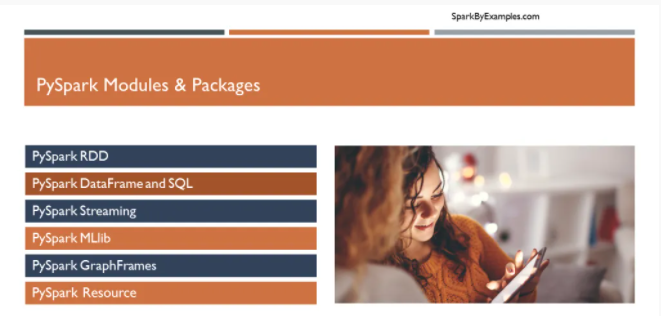 SparkByExamples.com
PySpark Modules & Packages
PySpark RDD
PySpark DataFrame and SQL
PySpark Streaming
PySpark MLlib
PySpark GraphFrames
PySpark Resource